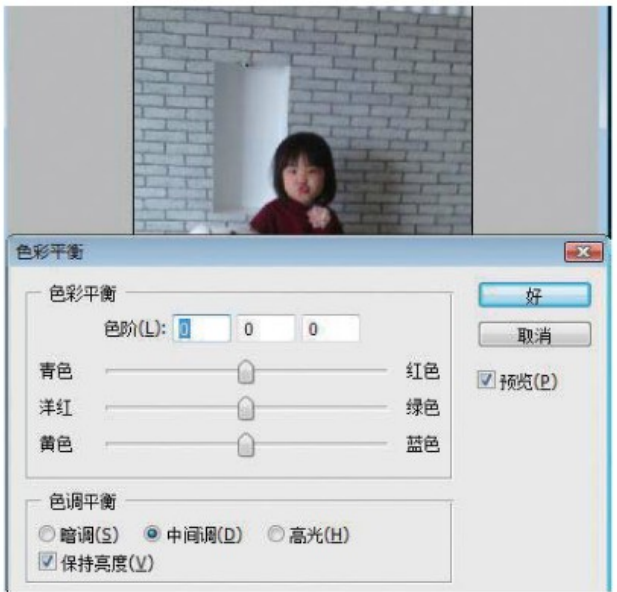 色彩平衡
色彩平衡
色阶(L): 0 0 0
青色 红色
洋红 绿色
黄色 蓝色
好
取消
预览(P)
色调平衡
暗调(S) 中间调(D) 高光(H)
保持亮度(V)